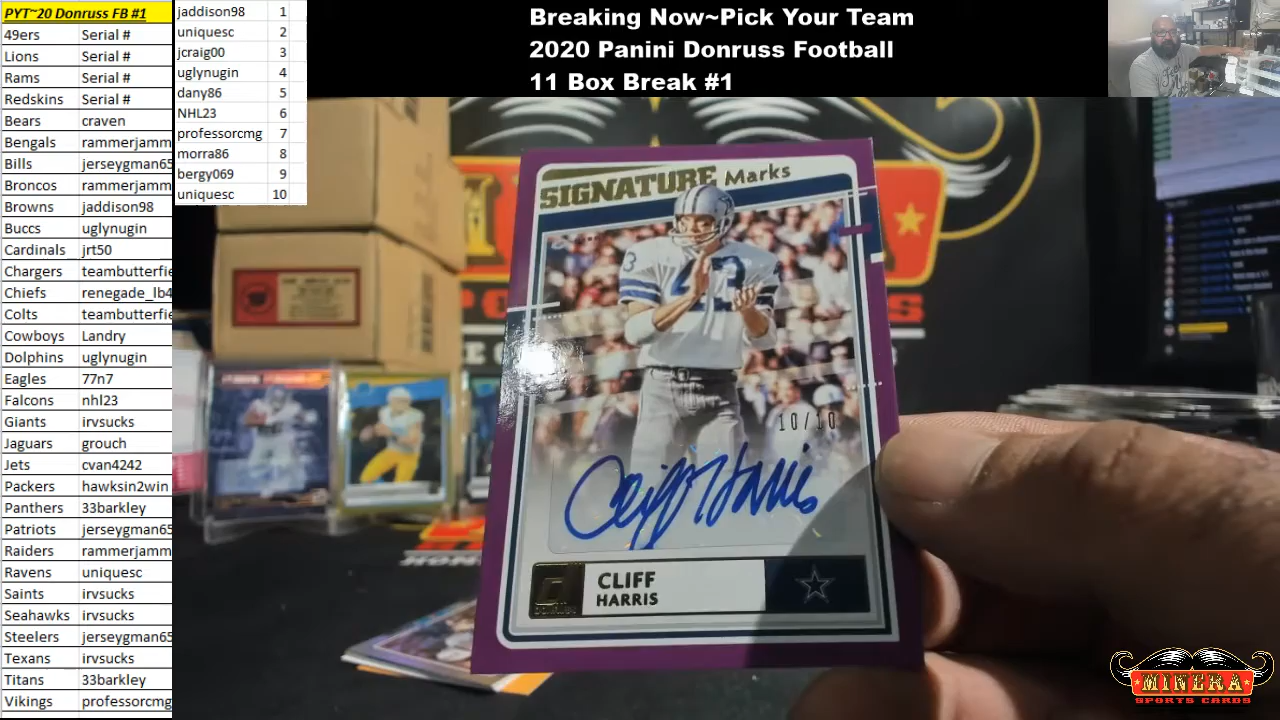 PYT~20 Donruss FB #1
49ers Serial #
Lions Serial #
Rams Serial #
Redskins Serial #
Bears craven
Bengals rammerjamm
Bills jerseygman65
Broncos rammerjamm
Browns jaddison98
Buccs uglynugin
Cardinals jrt50
Chargers teambutterfie
Chiefs renegade_lb4
Colts teambutterfie
Cowboys Landry
Dolphins uglynugin
Eagles 77n7
Falcons nhl23
Giants irvsucks
Jaguars grouch
Jets cvan4242
Packers hawksin2win
Panthers 33barkley
Patriots jerseygman65
Raiders rammerjamm
Ravens uniquesc
Saints irvsucks
Seahawks irvsucks
Steelers jerseygman65
Texans irvsucks
Titans 33barkley
Vikings professorcmg
jaddison98 1
uniquesc 2
jcraig00 3
uglynugin 4
dany86 5
NHL23 6
professorcmg 7
morra86 8
bergy069 9
uniquesc 10
Breaking Now~Pick Your Team
2020 Panini Donruss Football
11 Box Break #1
SIGNATURE Marks
43
10/10
Cliff Harris
CLIFF
HARRIS
MINERA
SPORTS CARDS